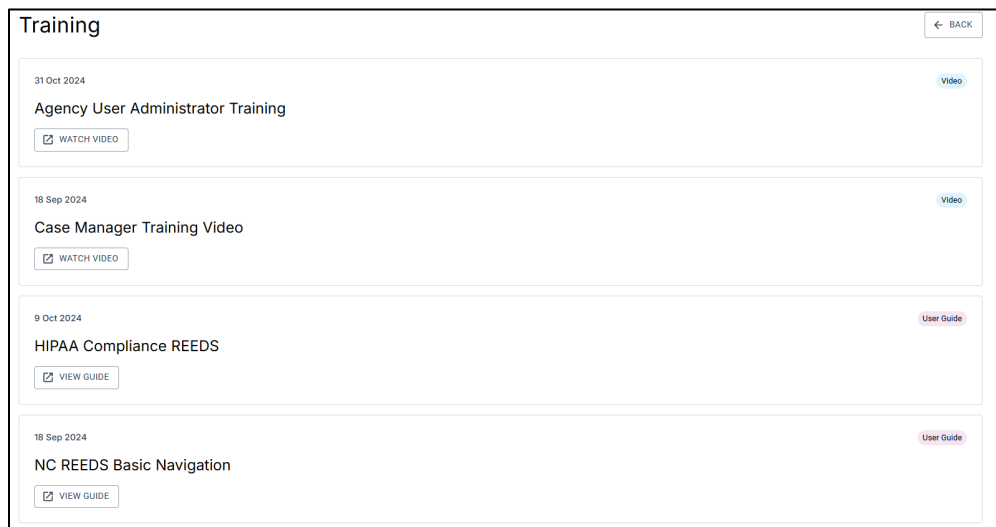 Training
BACK
31 Oct 2024
Video
Agency User Administrator Training
WATCH VIDEO
18 Sep 2024
Video
Case Manager Training Video
WATCH VIDEO
9 Oct 2024
User Guide
HIPAA Compliance REEDS
VIEW GUIDE
18 Sep 2024
User Guide
NC REEDS Basic Navigation
VIEW GUIDE